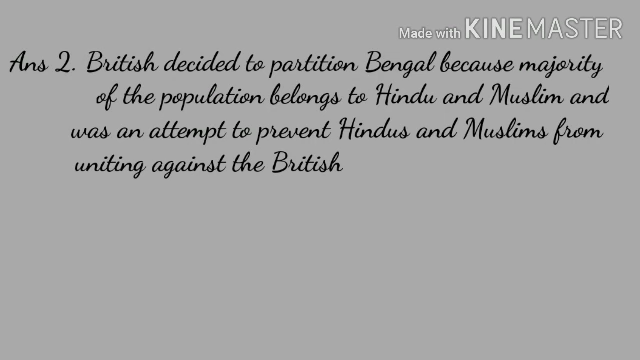 Made with KINEMASTER
Ans 2. British decided to partition Bengal because majority
of the population belongs to Hindu and Muslim and
was an attempt to prevent Hindus and Muslims from
uniting against the British